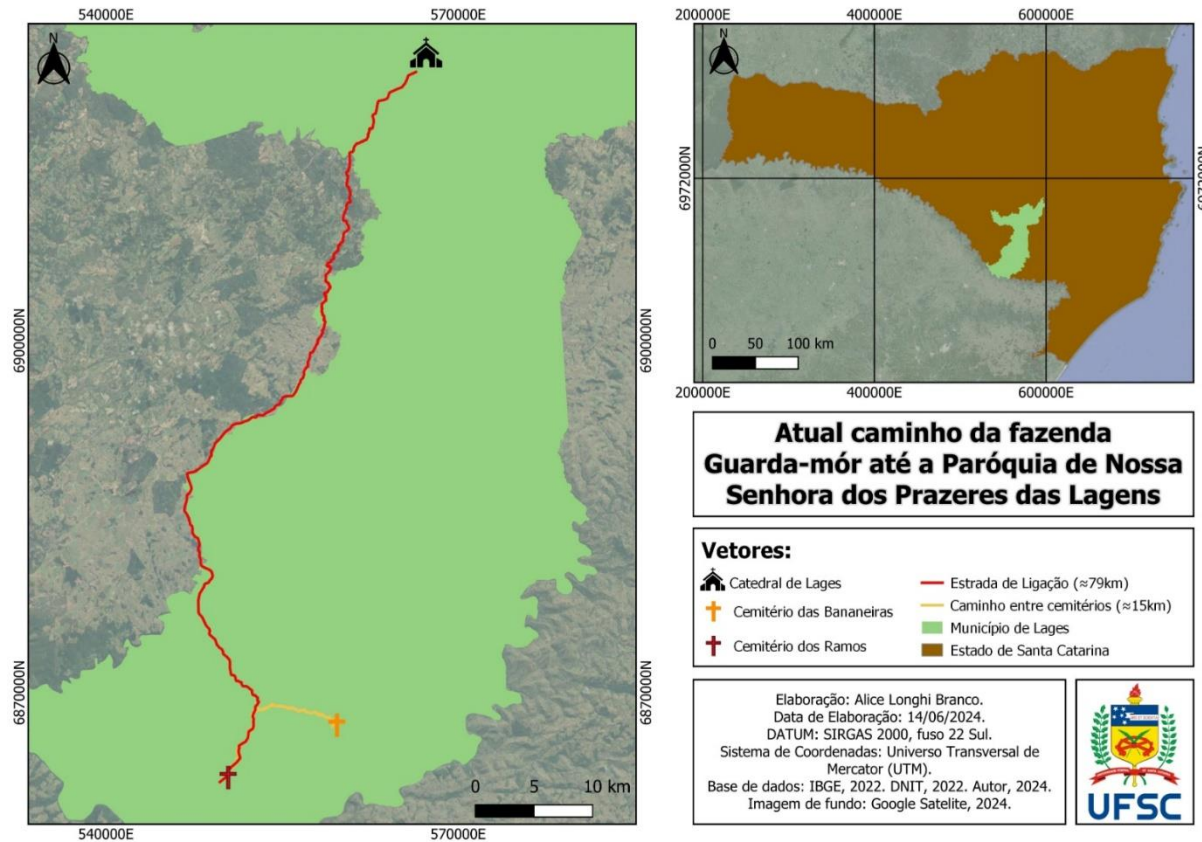 540000E
570000E
N
6900000N
6900000N
6870000N
6870000N
0 5 10 km
540000E
570000E
200000E
400000E
600000E
N
6972000N
6972000N
0 50 100 km
200000E
400000E
600000E
Atual caminho da fazenda
Guarda-mór até a Paróquia de Nossa
Senhora dos Prazeres das Lagens
Vetores:
Catedral de Lages
Cemitério das Bananeiras
Cemitério dos Ramos
Estrada de Ligação (≈79km)
Caminho entre cemitérios (≈15km)
Município de Lages
Estado de Santa Catarina
Elaboração: Alice Longhi Branco.
Data de Elaboração: 14/06/2024.
DATUM: SIRGAS 2000, fuso 22 Sul.
Sistema de Coordenadas: Universo Transversal de
Mercator (UTM).
Base de dados: IBGE, 2022. DNIT, 2022. Autor, 2024.
Imagem de fundo: Google Satelite, 2024.
UFSC